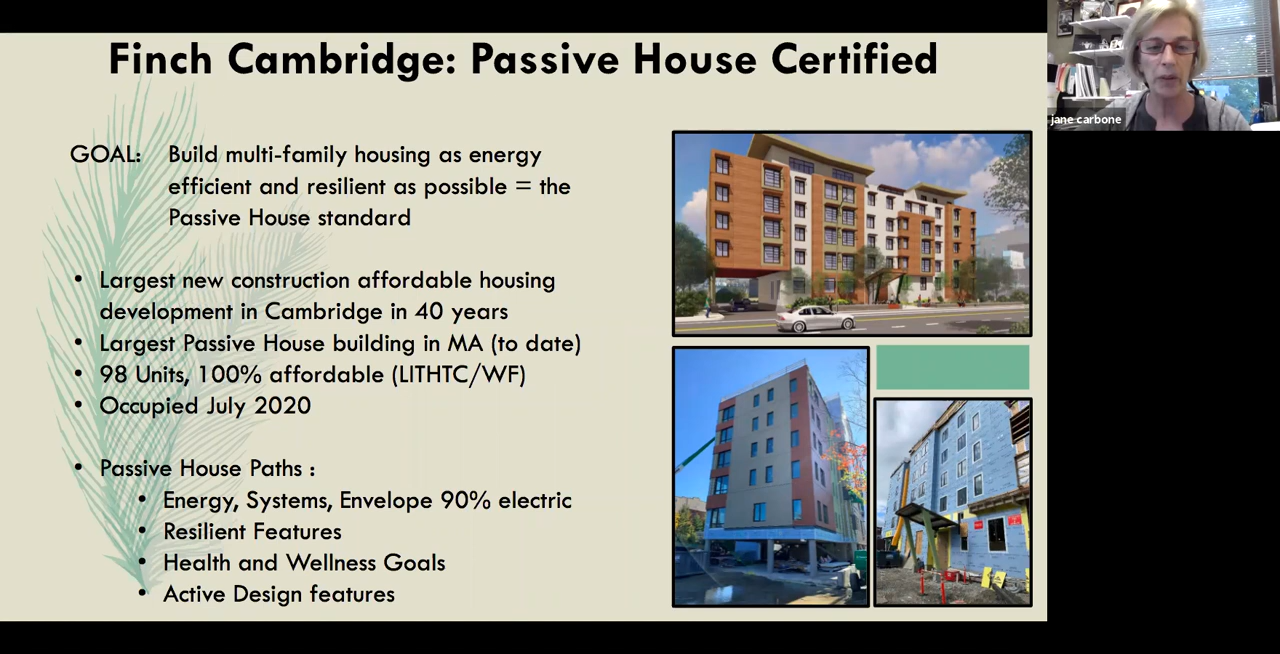 Finch Cambridge: Passive House Certified
GOAL: Build multi-family housing as energy
efficient and resilient as possible = the
Passive House standard
• Largest new construction affordable housing
development in Cambridge in 40 years
• Largest Passive House building in MA (to date)
• 98 Units, 100% affordable (LITHTC/WF)
• Occupied July 2020
• Passive House Paths :
• Energy, Systems, Envelope 90% electric
• Resilient Features
• Health and Wellness Goals
• Active Design features
jane carbone